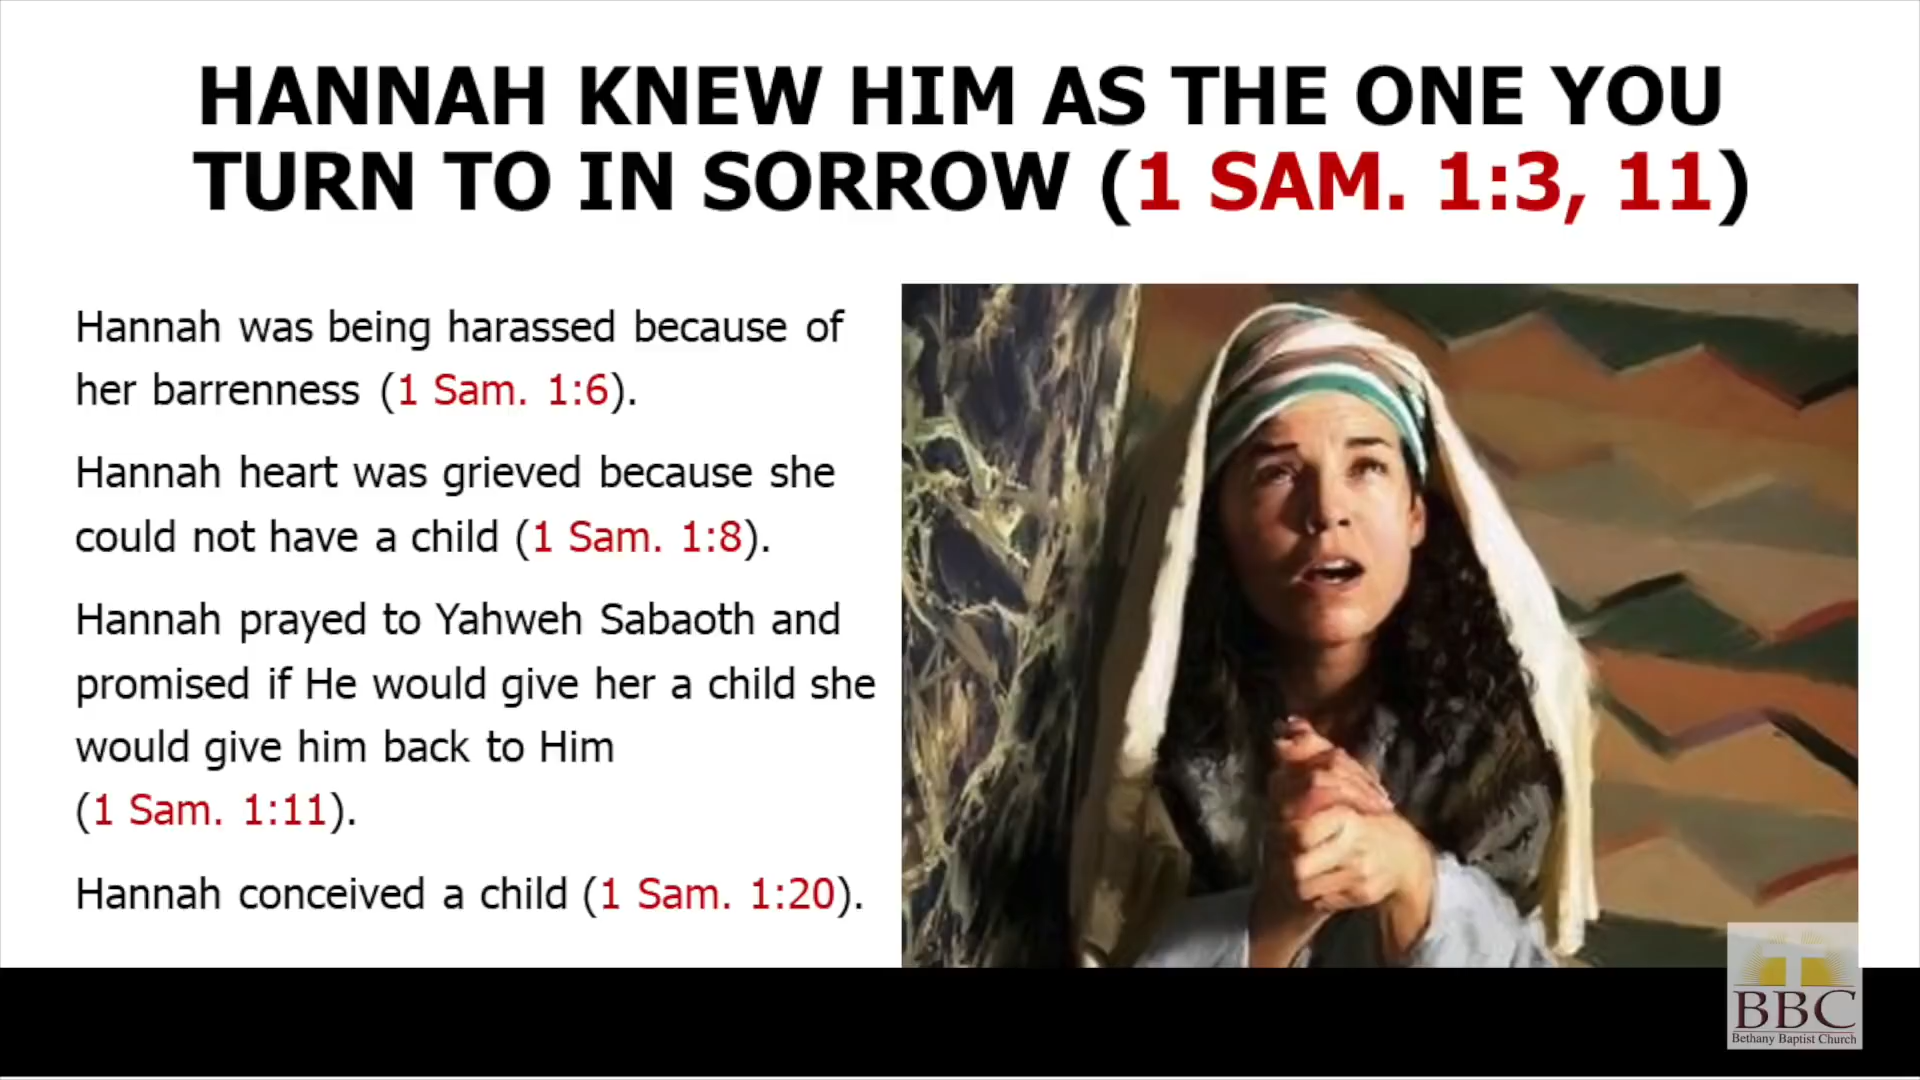 HANNAH KNEW HIM AS THE ONE YOU
TURN TO IN SORROW (1 SAM. 1:3, 11)
Hannah was being harassed because of
her barrenness (1 Sam. 1:6).
Hannah heart was grieved because she
could not have a child (1 Sam. 1:8).
Hannah prayed to Yahweh Sabaoth and
promised if He would give her a child she
would give him back to Him
(1 Sam. 1:11).
Hannah conceived a child (1 Sam. 1:20).
BBC
Bethany Baptist Church